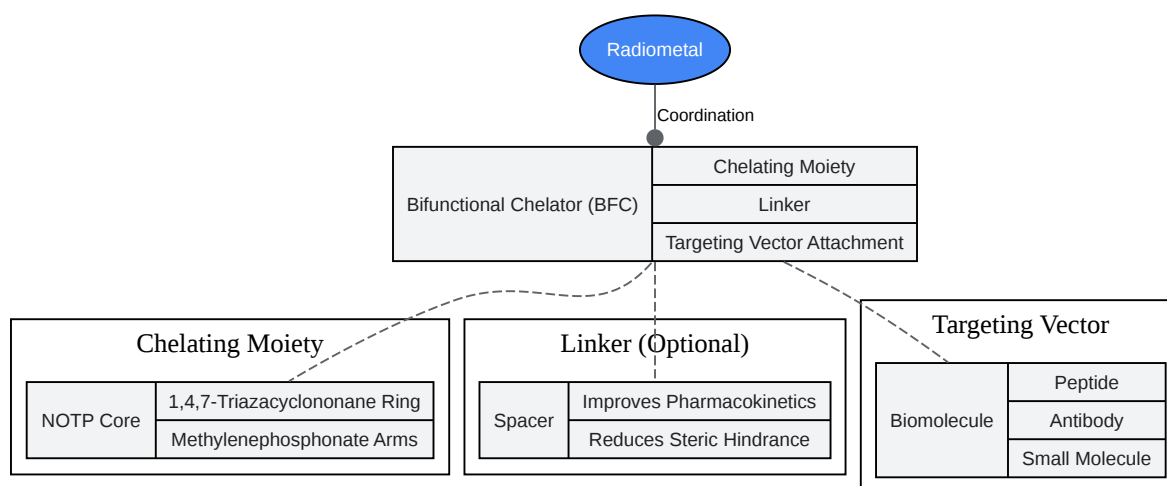 Radiometal
Coordination
Bifunctional Chelator (BFC)
Chelating Moiety
Linker
Targeting Vector Attachment
Chelating Moiety
NOTP Core
1,4,7-Triazacyclononane Ring
Methylenephosphonate Arms
Linker (Optional)
Spacer
Improves Pharmacokinetics
Reduces Steric Hindrance
Targeting Vector
Biomolecule
Peptide
Antibody
Small Molecule